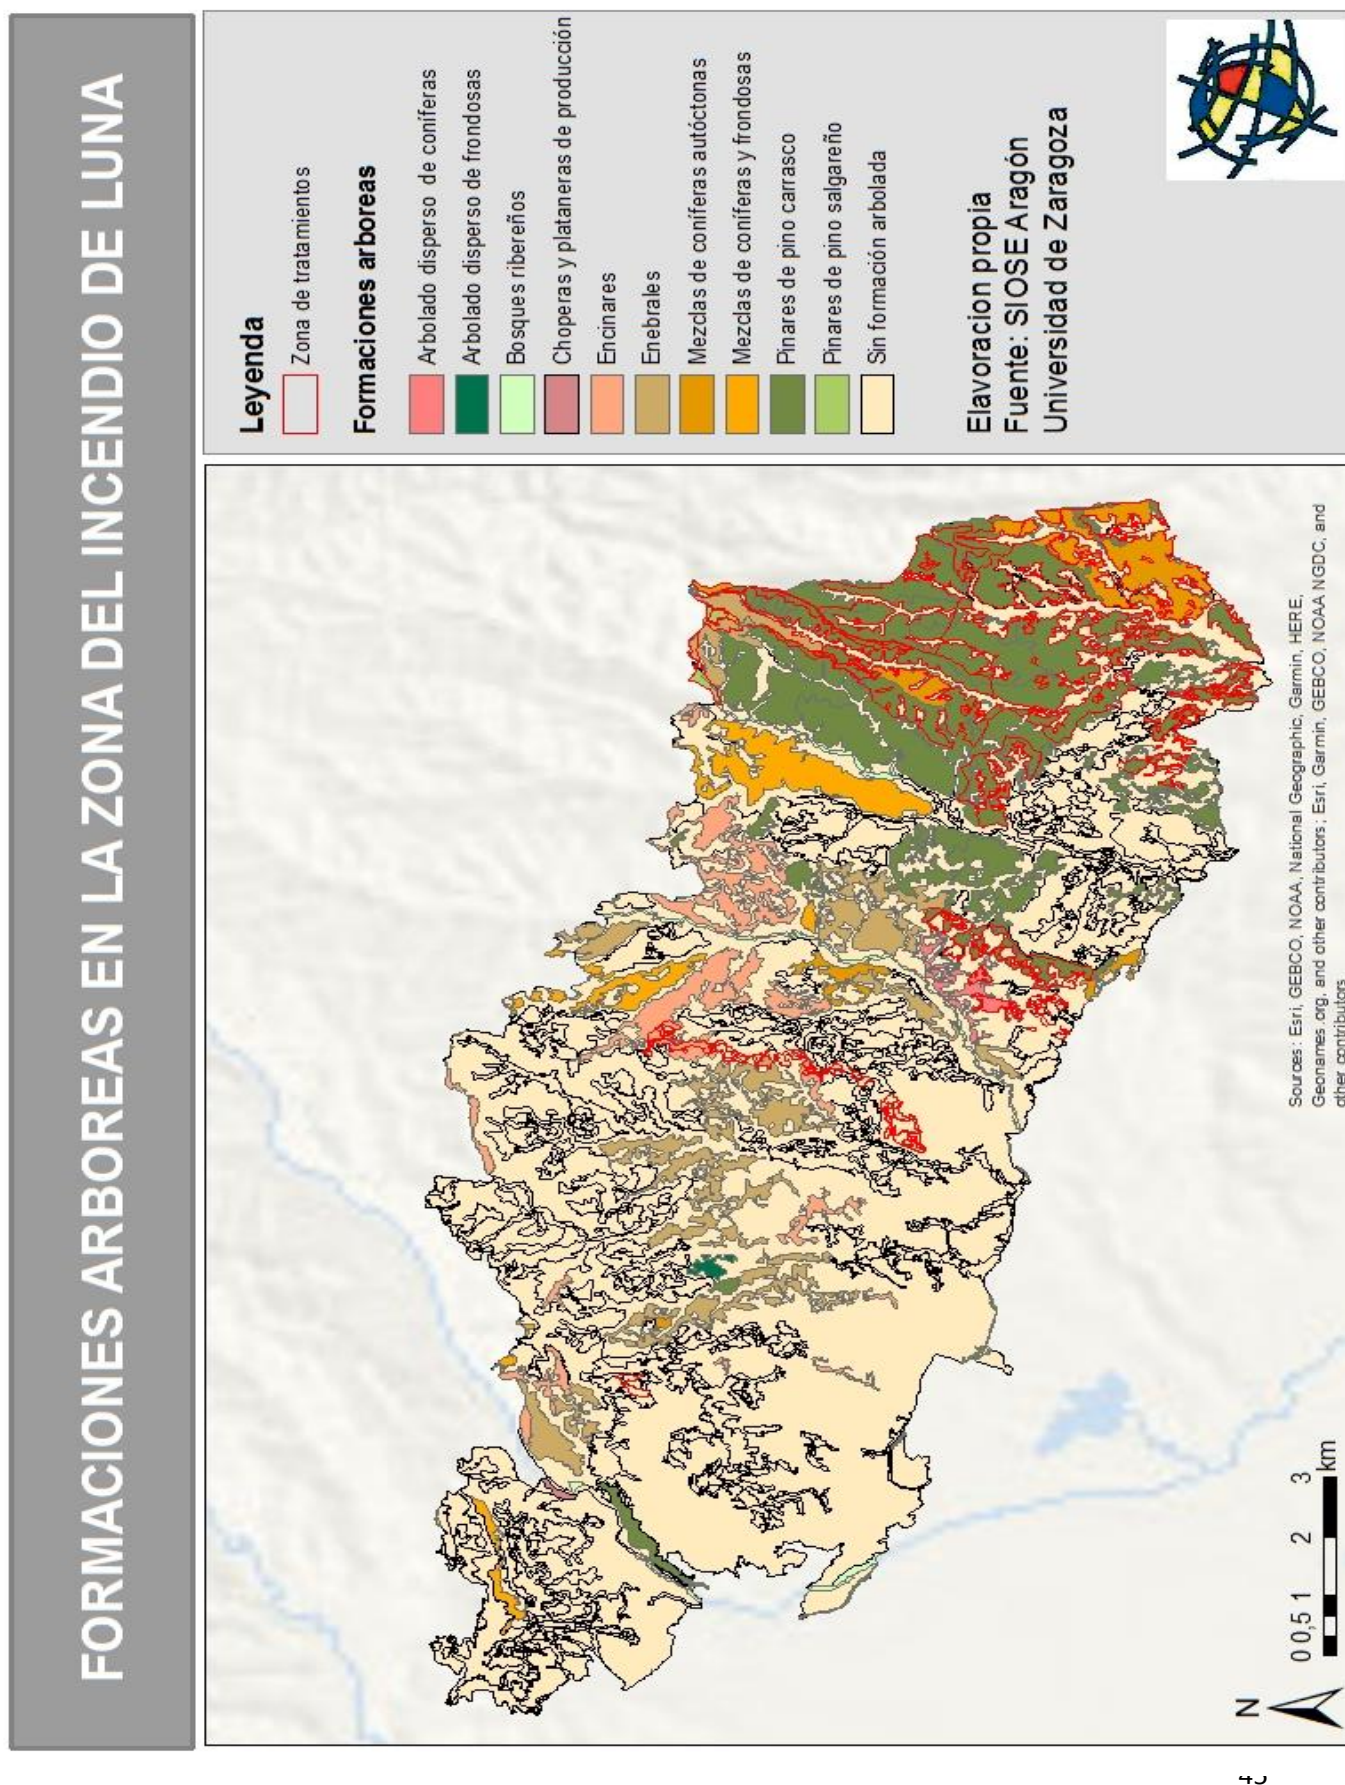 FORMACIONES ARBOREAS EN LA ZONA DEL INCENDIO DE LUNA
Leyenda
Zona de tratamientos
Formaciones arboreas
Arbolado disperso de coníferas
Arbolado disperso de frondosas
Bosques ribereños
Choperas y plataneras de producción
Encinares
Enebrales
Mezclas de coníferas autóctonas
Mezclas de coníferas y frondosas
Pinares de pino carrasco
Pinares de pino salgareño
Sin formación arbolada
Elavoracion propia
Fuente: SIOSE Aragón
Universidad de Zaragoza
Sources: Esri, GEBCO, NOAA, National Geographic, Garmin, HERE,
Geonames.org, and other contributors; Esri, Garmin, GEBCO, NOAA NGDC, and
other contributors
N
0 0,5 1 2 3
km